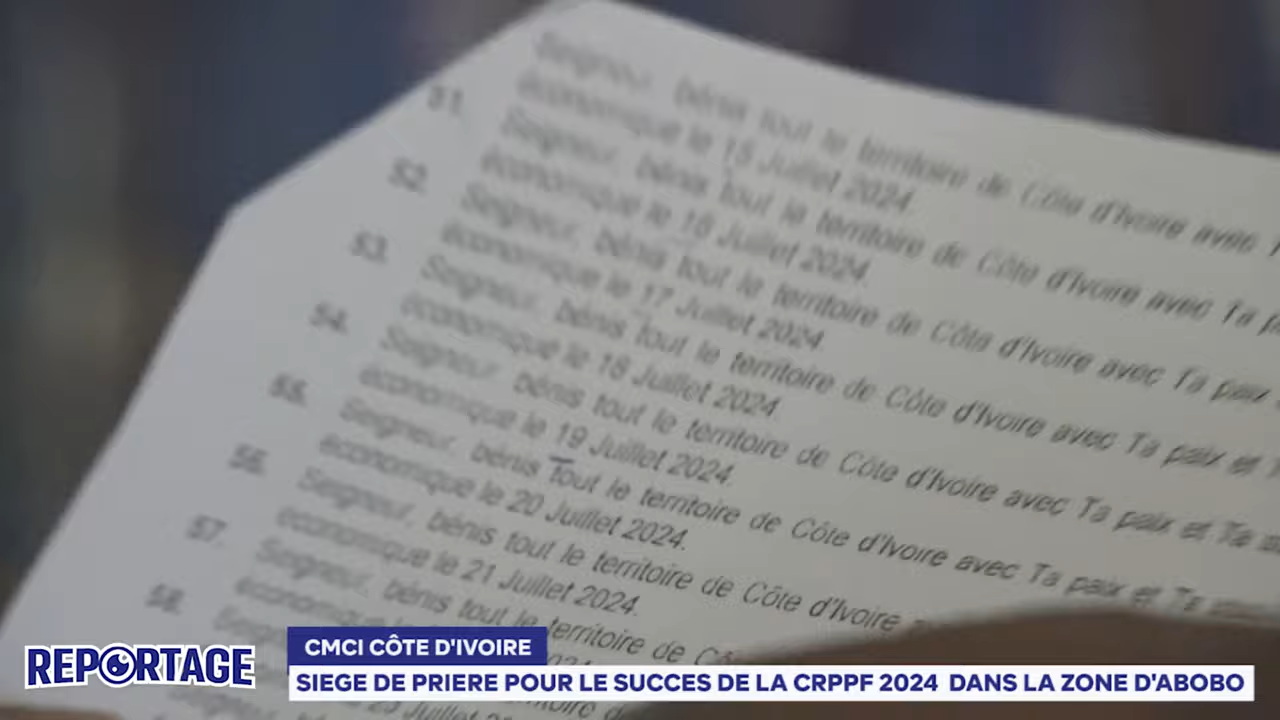 Seigneur, bénis tout le territoire de Côte d'Ivoire avec
économique le 15 Juillet 2024.
51. Seigneur, bénis tout le territoire de Côte d'Ivoire avec Ta
économique le 16 Juillet 2024.
52. Seigneur, bénis tout le territoire de Côte d'Ivoire avec Ta paix
économique le 17 Juillet 2024.
53. Seigneur, bénis tout le territoire de Côte d'Ivoire avec Ta paix et
économique le 18 Juillet 2024.
54. Seigneur, bénis tout le territoire de Côte d'Ivoire avec Ta paix et Ta
économique le 19 Juillet 2024.
55. Seigneur, bénis tout le territoire de Côte d'Ivoire avec Ta paix et Ta
économique le 20 Juillet 2024.
56. Seigneur, bénis tout le territoire de Côte d'Ivoire
économique le 21 Juillet 2024.
57. Seigneur, bénis tout le territoire de
économique
58.
REPORTAGE
CMCI CÔTE D'IVOIRE
SIEGE DE PRIERE POUR LE SUCCES DE LA CRPPF 2024 DANS LA ZONE D'ABOBO